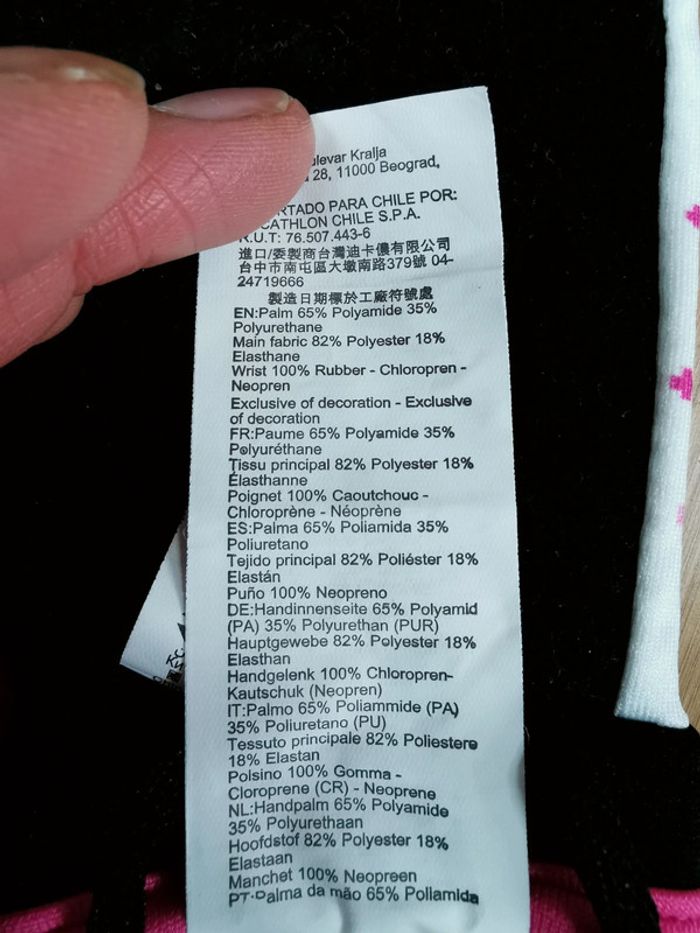 ulevar Kralja
28, 11000 Beograd,
RTADO PARA CHILE POR:
CATHLON CHILE S.P.A.
R.U.T: 76.507.443-6
進口/委製商台灣迪卡儂有限公司
台中市南屯區大墩南路379號 04-
24719666
製造日期標於工廠符號處
EN:Palm 65% Polyamide 35%
Polyurethane
Main fabric 82% Polyester 18%
Elasthane
Wrist 100% Rubber - Chloropren -
Neopren
Exclusive of decoration - Exclusive
of decoration
FR:Paume 65% Polyamide 35%
Polyuréthane
Tissu principal 82% Polyester 18%
Élasthanne
Poignet 100% Caoutchouc -
Chloroprène - Néoprène
ES:Palma 65% Poliamida 35%
Poliuretano
Tejido principal 82% Poliéster 18%
Elastán
Puño 100% Neopreno
DE:Handinnenseite 65% Polyamid
(PA) 35% Polyurethan (PUR)
Hauptgewebe 82% Polyester 18%
Elasthan
Handgelenk 100% Chloropren-
Kautschuk (Neopren)
IT:Palmo 65% Poliammide (PA)
35% Poliuretano (PU)
Tessuto principale 82% Poliestere
18% Elastan
Polsino 100% Gomma -
Cloroprene (CR) - Neoprene
NL:Handpalm 65% Polyamide
35% Polyurethaan
Hoofdstof 82% Polyester 18%
Elastaan
Manchet 100% Neopreen
PT:Palma da mão 65% Poliamida